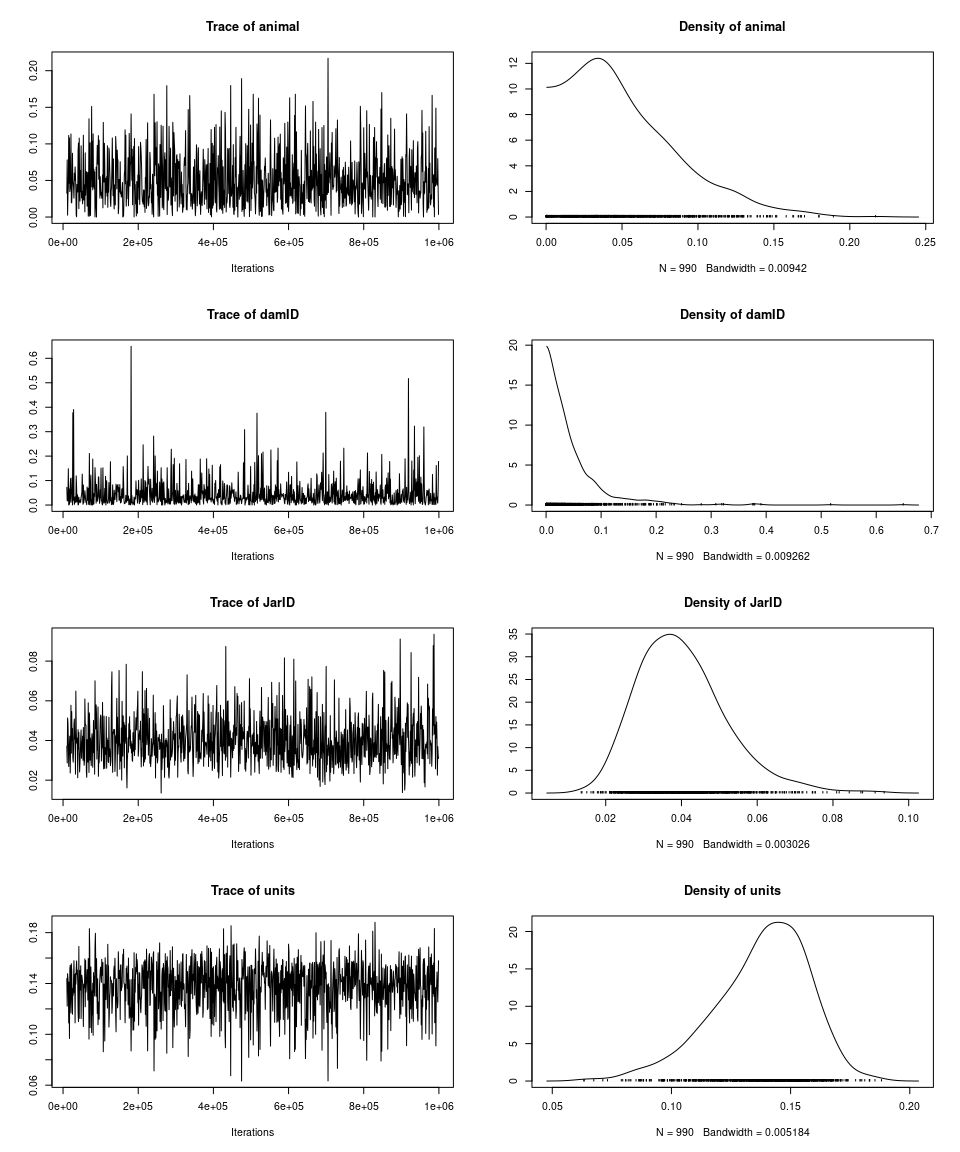 Trace of animal
0.00 0.05 0.10 0.15 0.20
0e+00 2e+05 4e+05 6e+05 8e+05 1e+06
Iterations
Density of animal
0 2 4 6 8 10 12
0.00 0.05 0.10 0.15 0.20 0.25
N = 990 Bandwidth = 0.00942
Trace of damID
0.0 0.1 0.2 0.3 0.4 0.5 0.6
0e+00 2e+05 4e+05 6e+05 8e+05 1e+06
Iterations
Density of damID
0 5 10 15 20
0.0 0.1 0.2 0.3 0.4 0.5 0.6 0.7
N = 990 Bandwidth = 0.009262
Trace of JarID
0.02 0.04 0.06 0.08
0e+00 2e+05 4e+05 6e+05 8e+05 1e+06
Iterations
Density of JarID
0 5 10 15 20 25 30 35
0.02 0.04 0.06 0.08 0.10
N = 990 Bandwidth = 0.003026
Trace of units
0.06 0.10 0.14 0.18
0e+00 2e+05 4e+05 6e+05 8e+05 1e+06
Iterations
Density of units
0 5 10 15 20
0.05 0.10 0.15 0.20
N = 990 Bandwidth = 0.005184